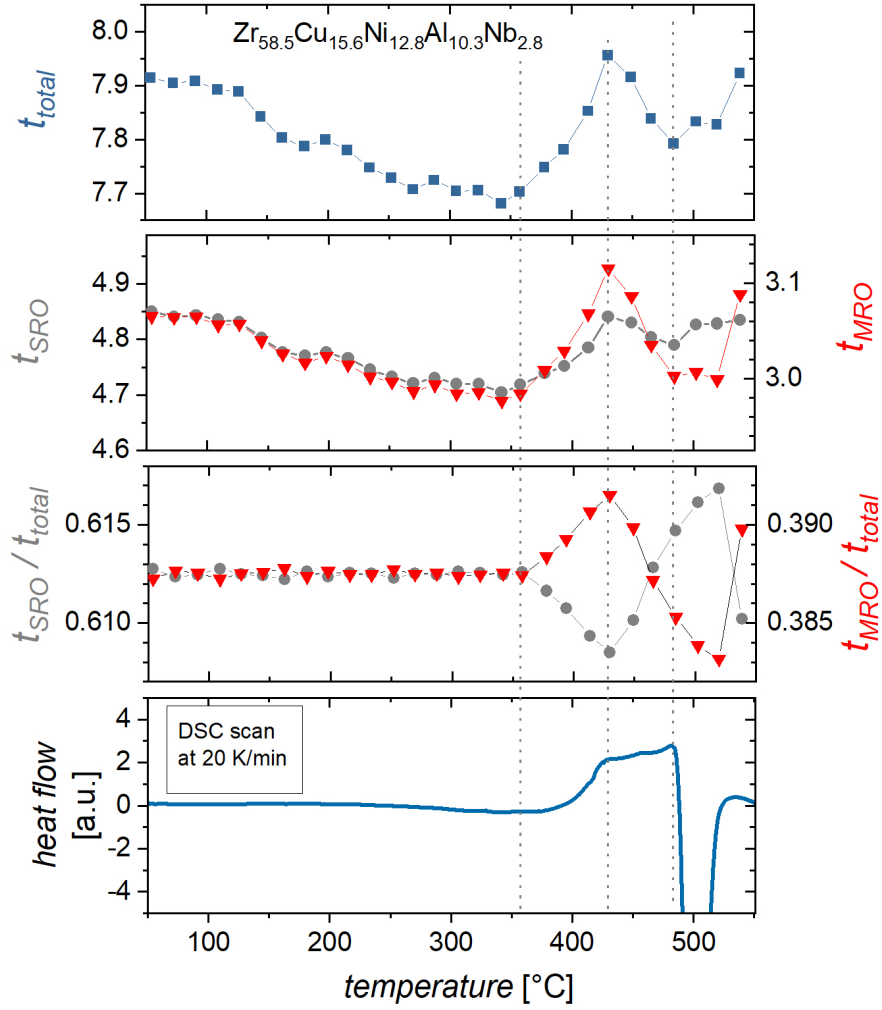 Zr58.5Cu15.6Ni12.8Al10.3Nb2.8
8.0
7.9
7.8
7.7
t_total
4.9
4.8
4.7
4.6
t_SRO
3.1
3.0
t_MRO
0.615
0.610
t_SRO / t_total
0.390
0.385
t_MRO / t_total
DSC scan
at 20 K/min
4
2
0
-2
-4
heat flow
[a.u.]
100
200
300
400
500
temperature [°C]